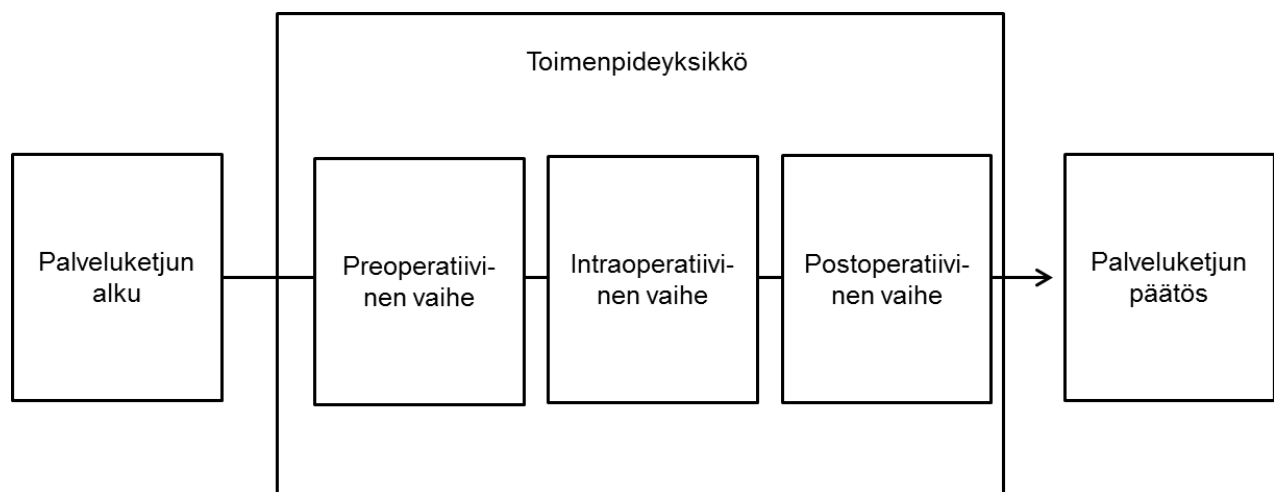 Toimenpideyksikkö
Palveluketjun
alku
Preoperatiivi-
nen vaihe
Intraoperatiivi-
nen vaihe
Postoperatiivi-
nen vaihe
Palveluketjun
päätös